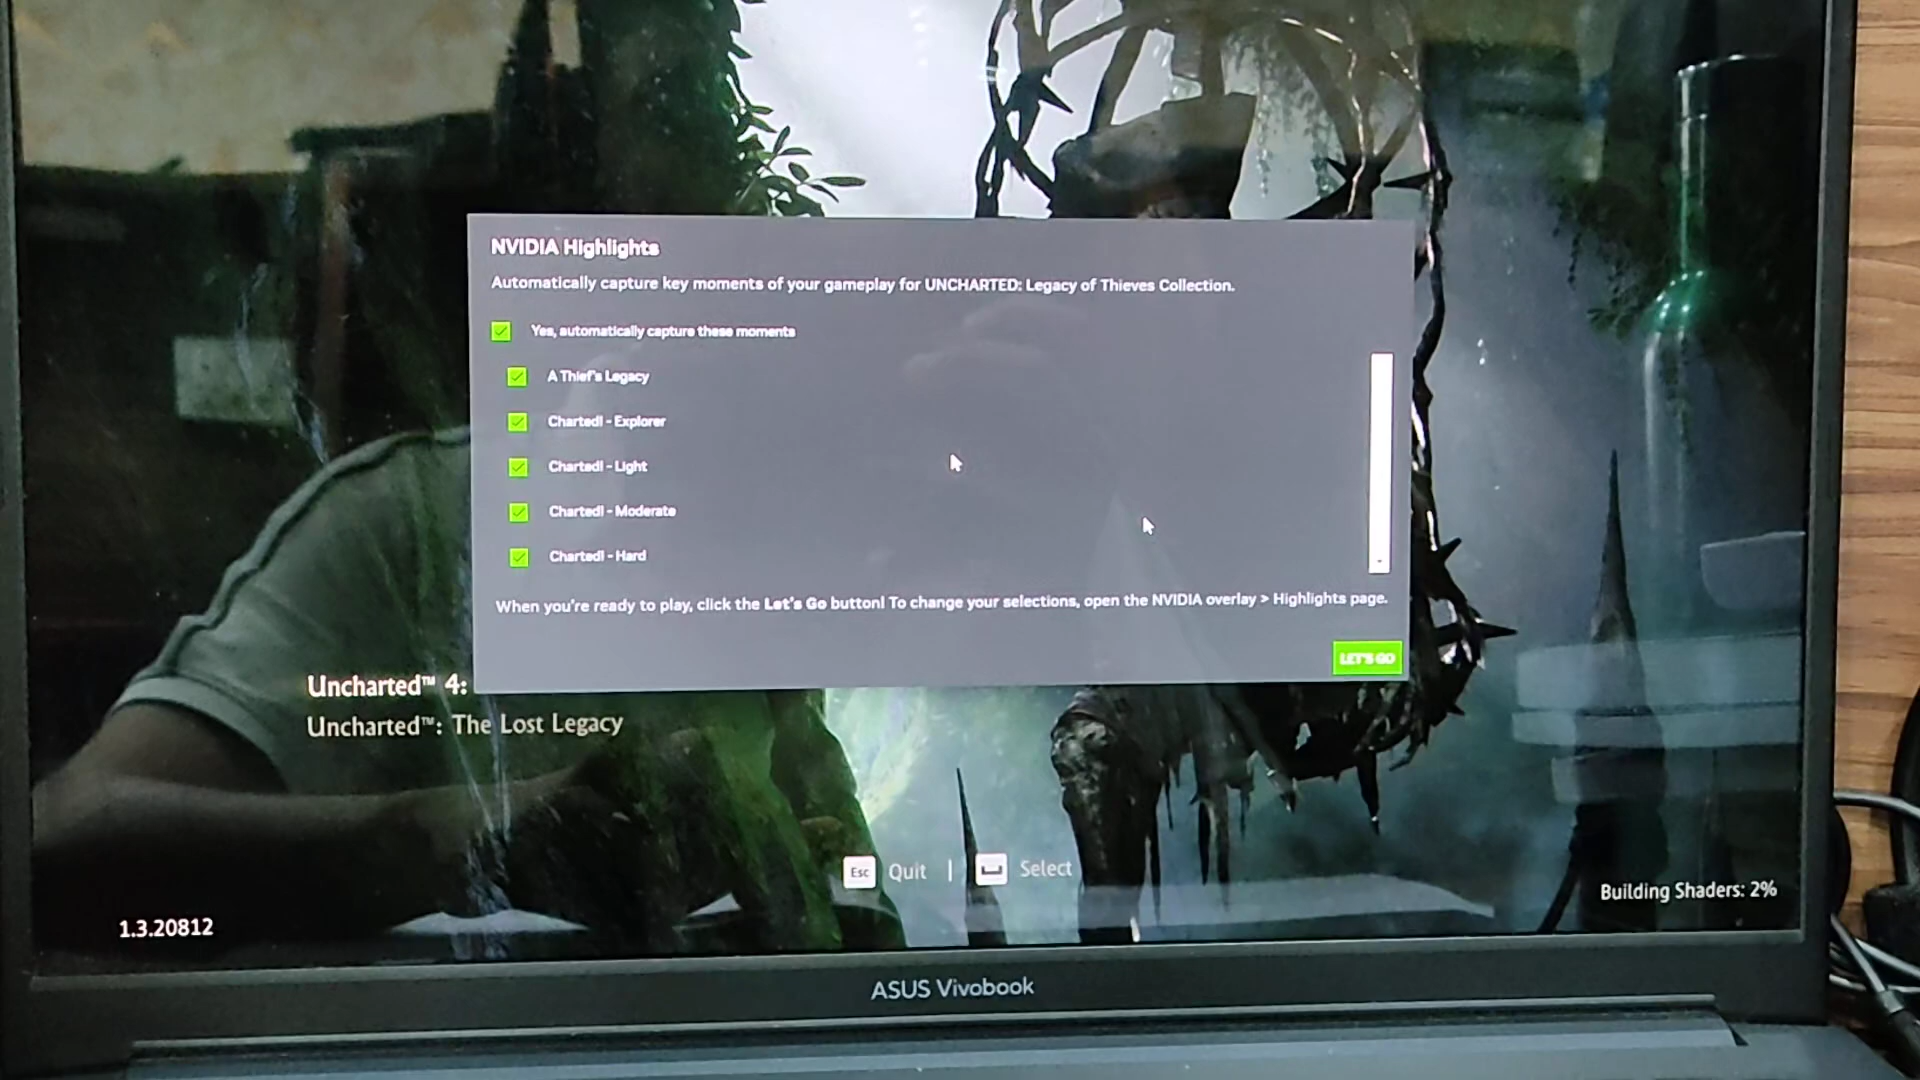 NVIDIA Highlights
Automatically capture key moments of your gameplay for UNCHARTED: Legacy of Thieves Collection.
Yes, automatically capture these moments
A Thief's Legacy
Charted! - Explorer
Charted! - Light
Charted! - Moderate
Charted! - Hard
When you're ready to play, click the Let's Go button! To change your selections, open the NVIDIA overlay > Highlights page.
LET'S GO
Uncharted™ 4:
Uncharted™: The Lost Legacy
Esc Quit | Select
Building Shaders: 2%
1.3.20812
ASUS Vivobook